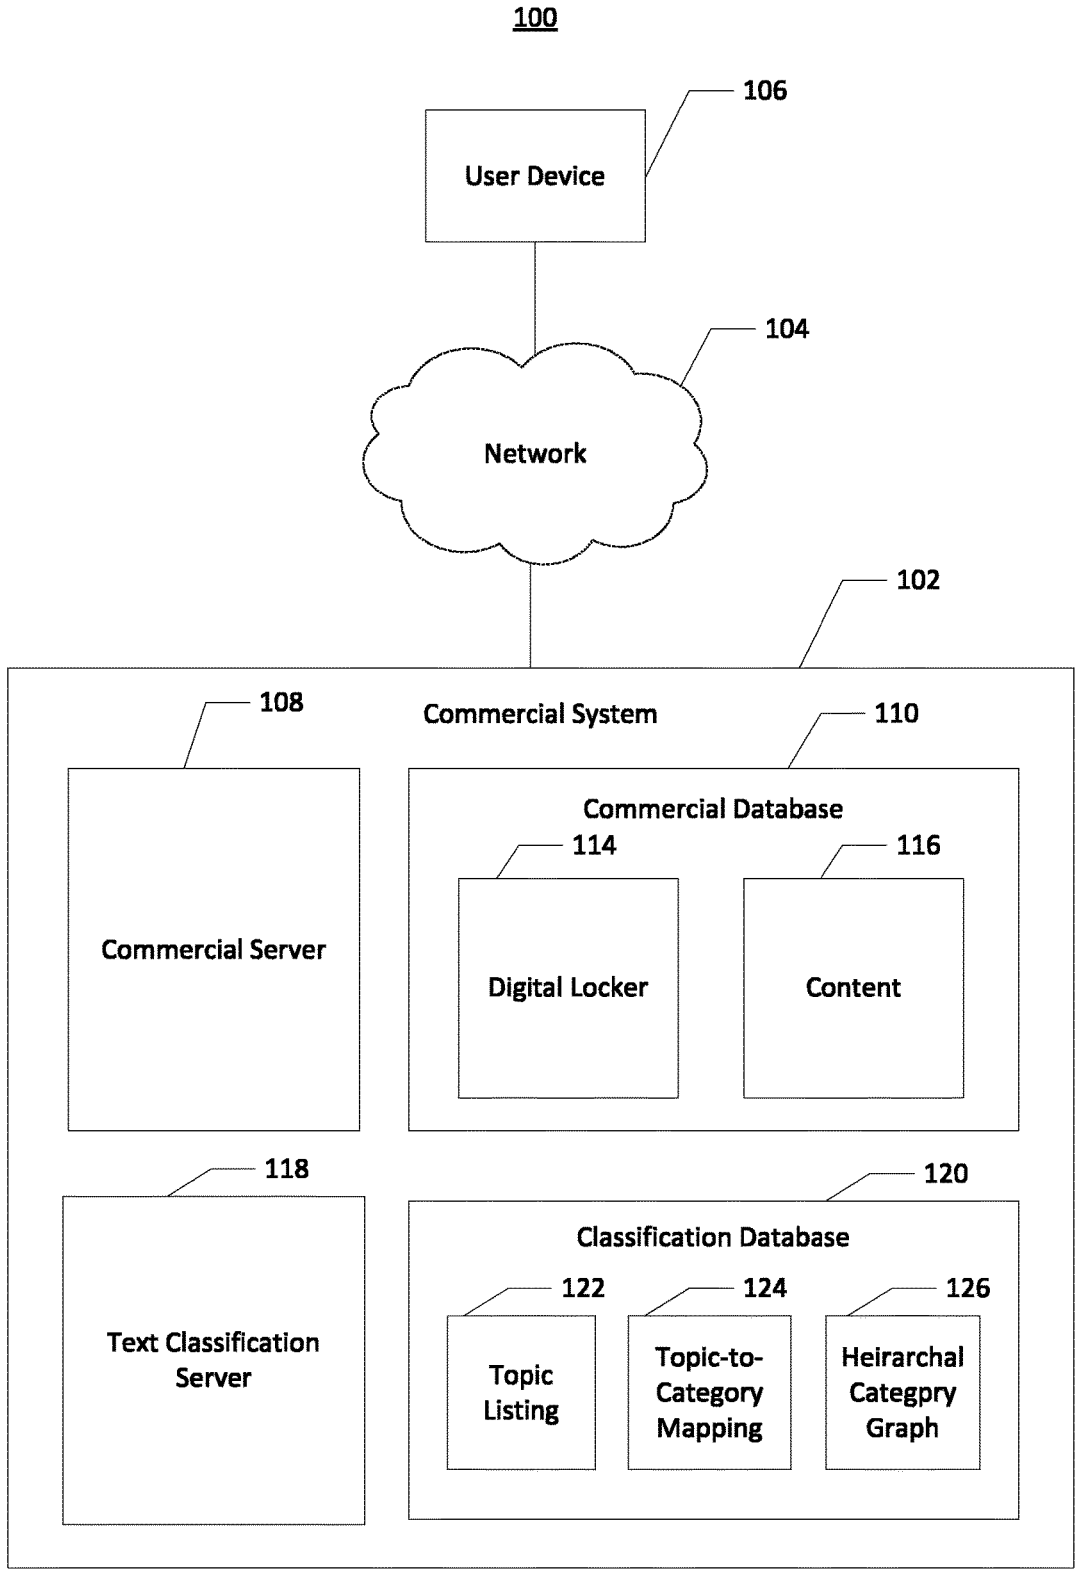 100
106
User Device
104
Network
102
Commercial System
108
110
Commercial Server
Commercial Database
114
116
Digital Locker
Content
118
120
Text Classification
Server
Classification Database
122
124
126
Topic
Listing
Topic-to-
Category
Mapping
Heirarchal
Categpry
Graph